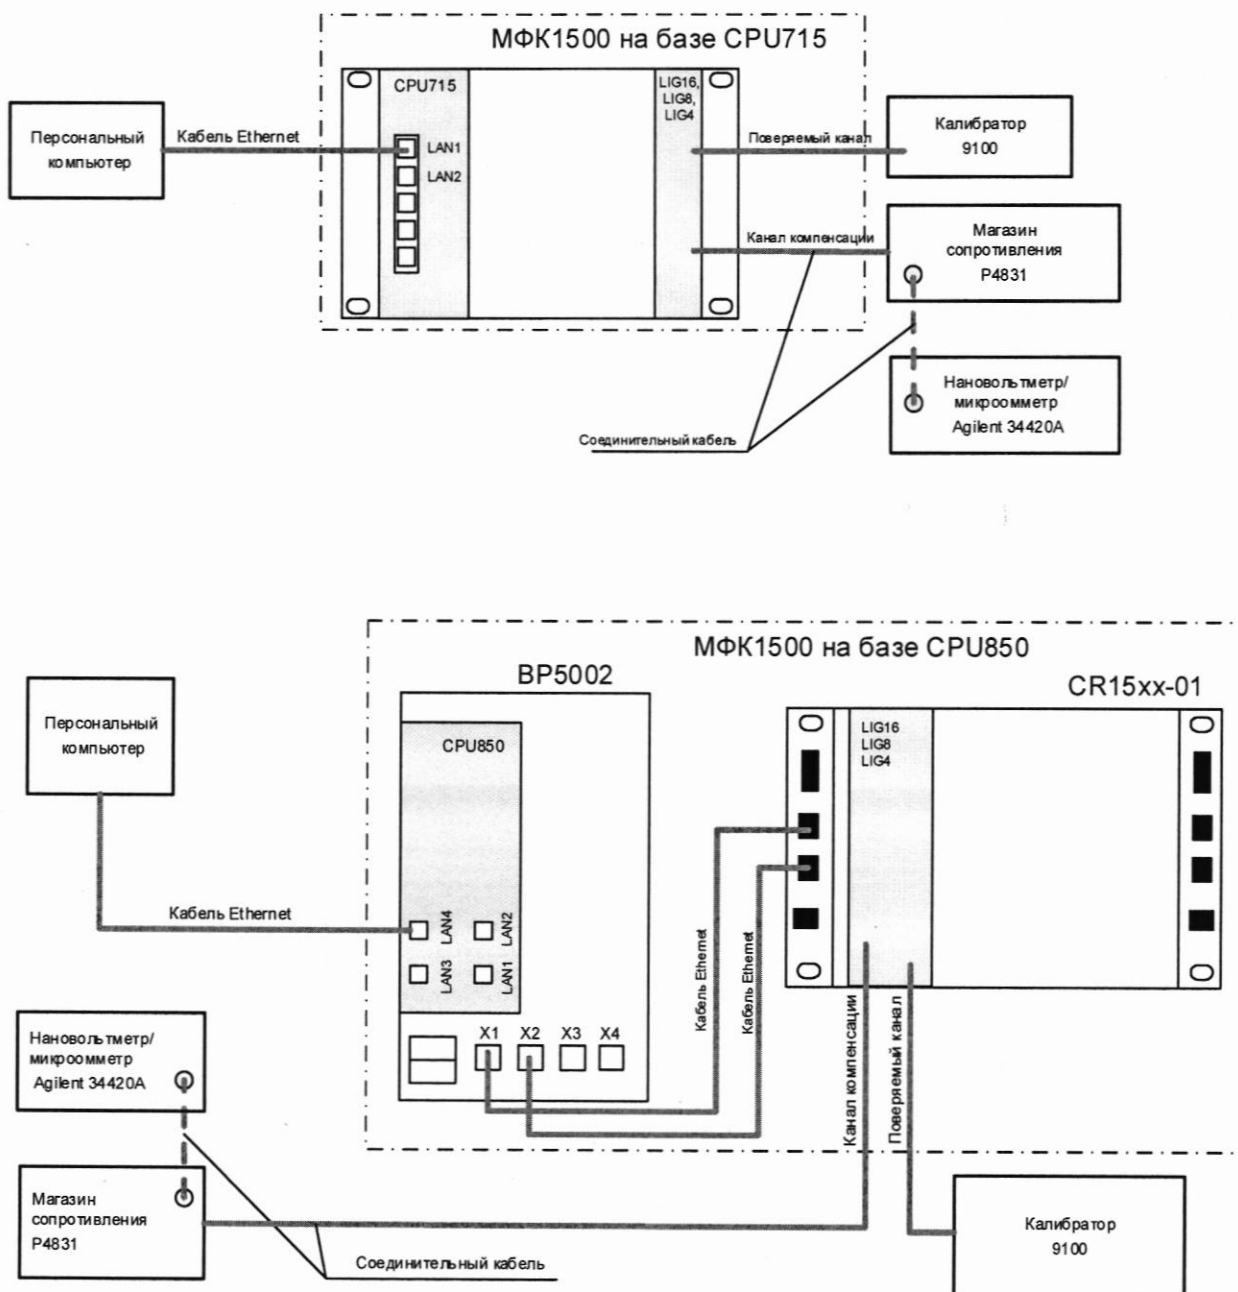 МФК1500 на базе CPU715
CPU715
LIG16,
LIG8,
LIG4
Персональный
компьютер
Кабель Ethernet
LAN1
LAN2
Поверяемый канал
Калибратор
9100
Канал компенсации
Магазин
сопротивления
Р4831
Нановольтметр/
микроомметр
Agilent 34420A
Соединительный кабель
МФК1500 на базе CPU850
BP5002
CR15xx-01
Персональный
компьютер
CPU850
LIG16
LIG8
LIG4
Кабель Ethernet
LAN4
LAN2
LAN3
LAN1
Кабель Ethernet
Кабель Ethernet
X1 X2 X3 X4
Канал компенсации
Поверяемый канал
Нановольтметр/
микроомметр
Agilent 34420A
Магазин
сопротивления
Р4831
Соединительный кабель
Калибратор
9100